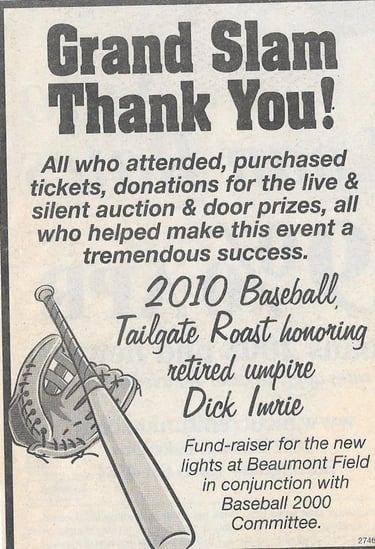 Grand Slam
Thank You!
All who attended, purchased
tickets, donations for the live &
silent auction & door prizes, all
who helped make this event a
tremendous success.
2010 Baseball
Tailgate Roast honoring
retired umpire
Dick Imrie
Fund-raiser for the new
lights at Beaumont Field
in conjunction with
Baseball 2000
Committee.
2746